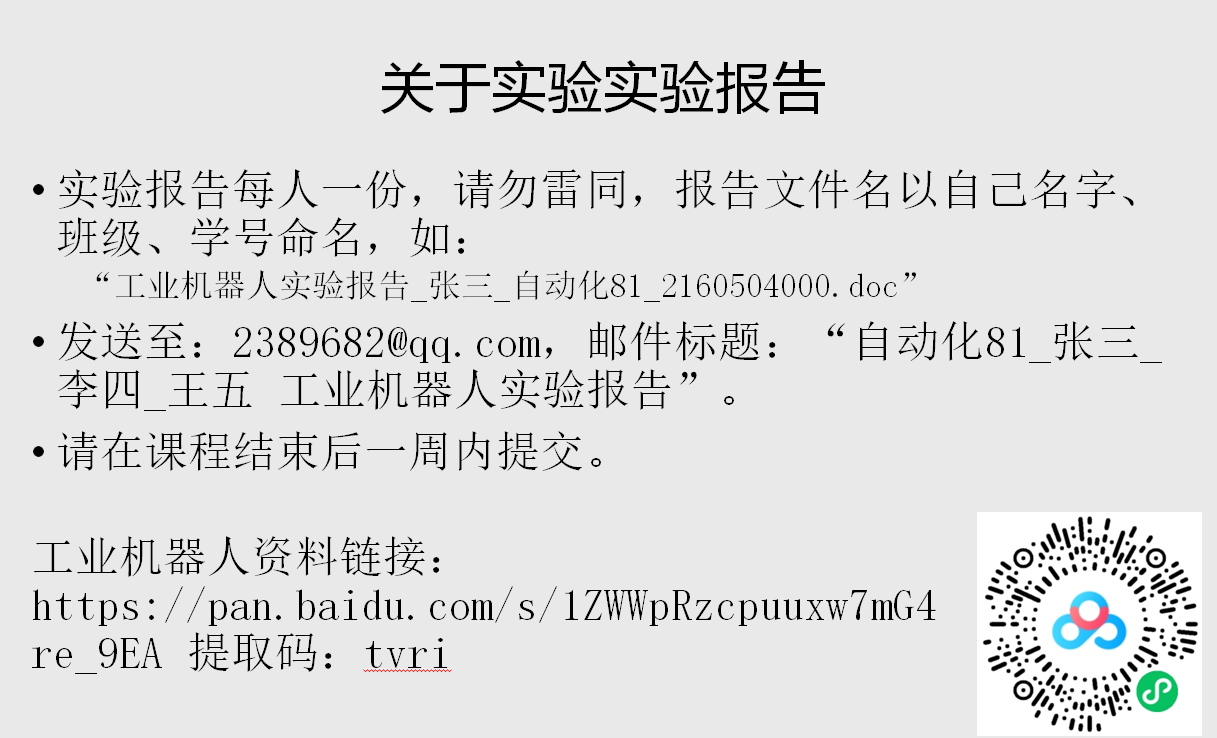 关于实验实验报告
• 实验报告每人一份，请勿雷同，报告文件名以自己名字、
班级、学号命名，如：
“工业机器人实验报告_张三_自动化81_2160504000.doc”
• 发送至：2389682@qq.com，邮件标题：“自动化81_张三_
李四_王五 工业机器人实验报告”。
• 请在课程结束后一周内提交。
工业机器人资料链接：
https://pan.baidu.com/s/1ZWWpRzcpuuxw7mG4
re_9EA 提取码：tvri